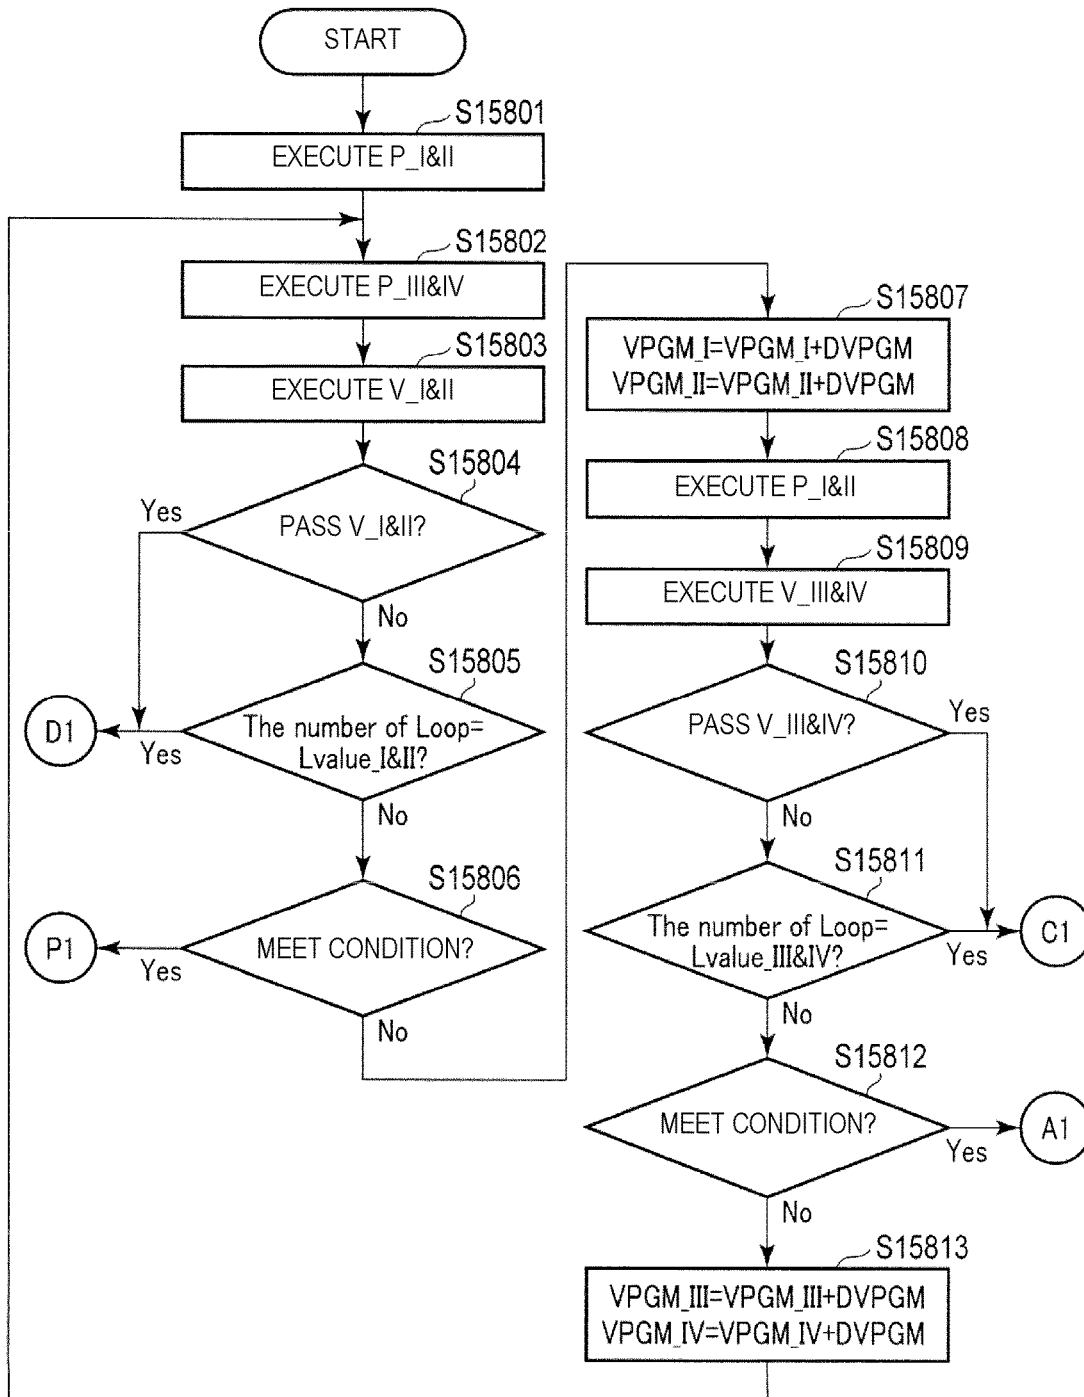 START
S15801
EXECUTE P_I&II
S15802
EXECUTE P_III&IV
S15803
EXECUTE V_I&II
S15804
Yes
PASS V_I&II?
No
S15805
D1
Yes
The number of Loop=
Lvalue_I&II?
No
S15806
P1
Yes
MEET CONDITION?
No
S15807
VPGM_I=VPGM_I+DVPGM
VPGM_II=VPGM_II+DVPGM
S15808
EXECUTE P_I&II
S15809
EXECUTE V_III&IV
S15810
PASS V_III&IV?
Yes
No
S15811
The number of Loop=
Lvalue_III&IV?
Yes
C1
No
S15812
MEET CONDITION?
Yes
A1
No
S15813
VPGM_III=VPGM_III+DVPGM
VPGM_IV=VPGM_IV+DVPGM